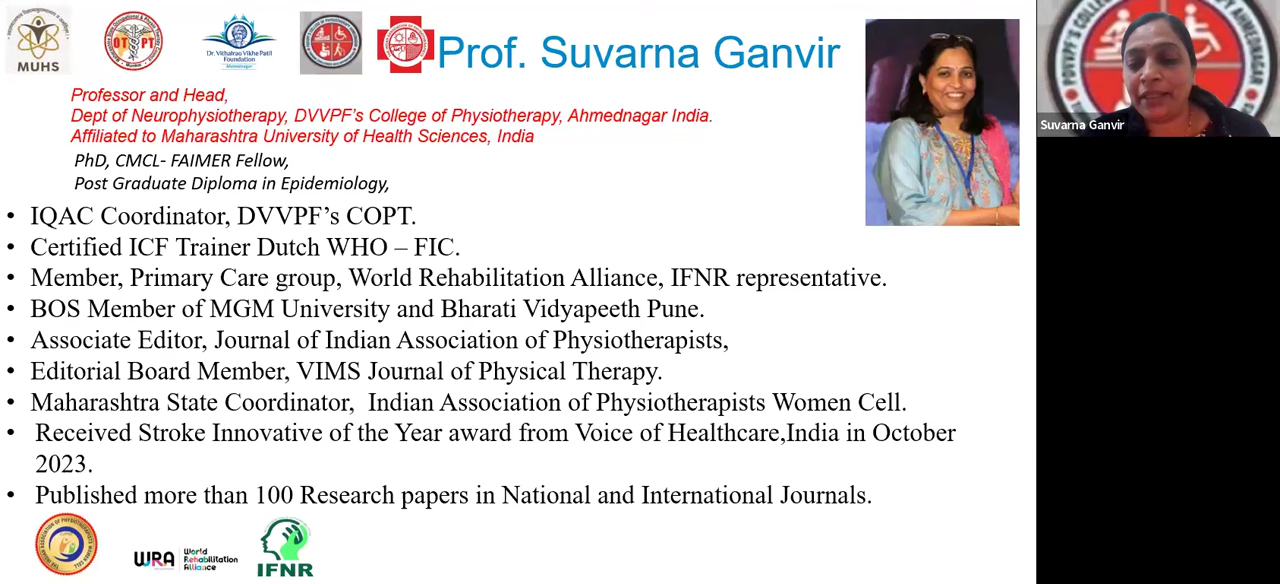 MUHS
OT PT
Dr. Vithalrao Vikhe Patil
Foundation
Ahmednagar
Prof. Suvarna Ganvir
Professor and Head,
Dept of Neurophysiotherapy, DVVPF’s College of Physiotherapy, Ahmednagar India.
Affiliated to Maharashtra University of Health Sciences, India
PhD, CMCL- FAIMER Fellow,
Post Graduate Diploma in Epidemiology,
• IQAC Coordinator, DVVPF’s COPT.
• Certified ICF Trainer Dutch WHO – FIC.
• Member, Primary Care group, World Rehabilitation Alliance, IFNR representative.
• BOS Member of MGM University and Bharati Vidyapeeth Pune.
• Associate Editor, Journal of Indian Association of Physiotherapists,
• Editorial Board Member, VIMS Journal of Physical Therapy.
• Maharashtra State Coordinator, Indian Association of Physiotherapists Women Cell.
• Received Stroke Innovative of the Year award from Voice of Healthcare,India in October
2023.
• Published more than 100 Research papers in National and International Journals.
WRA World
Rehabilitation
Alliance
IFNR
Suvarna Ganvir